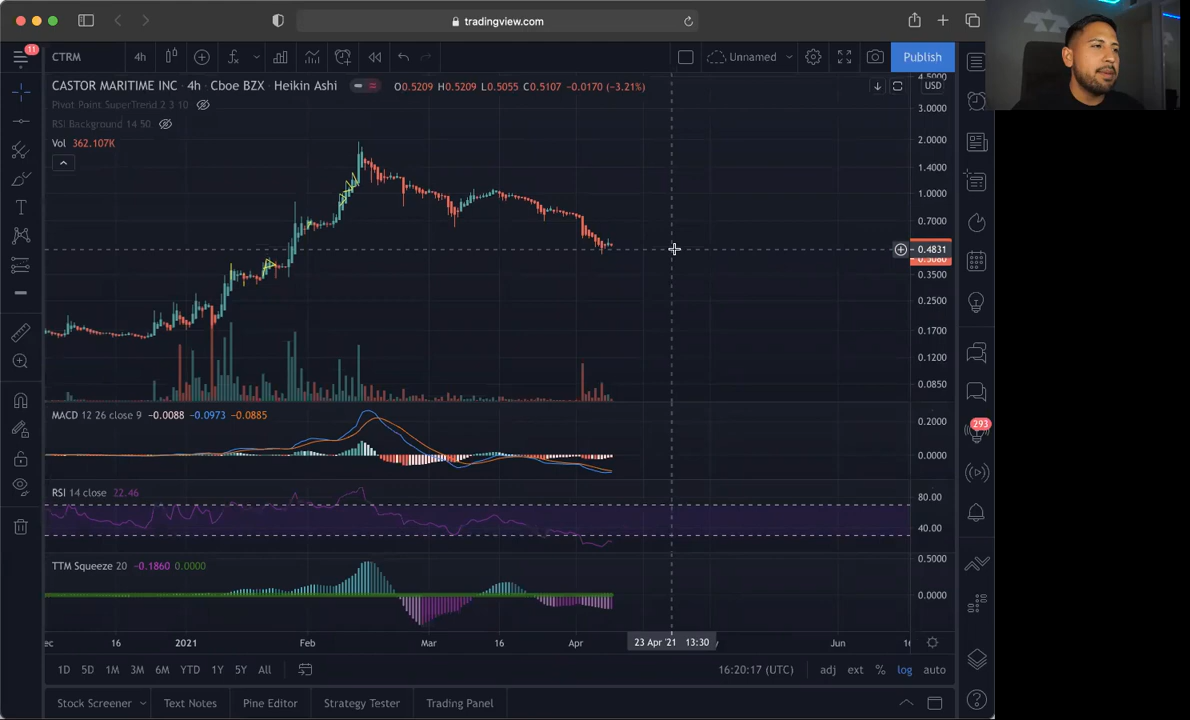 tradingview.com
11
CTRM
4h
Unnamed
Publish
CASTOR MARITIME INC · 4h · Cboe BZX · Heikin Ashi
O0.5209 H0.5209 L0.5055 C0.5107 −0.0170 (−3.21%)
USD
Pivot Point SuperTrend 2 3 10
RSI Background 14 50
Vol 362.107K
4.5000
3.0000
2.0000
1.4000
1.0000
0.7000
0.4831
0.3500
0.2500
0.1700
0.1200
0.0850
MACD 12 26 close 9 −0.0088 −0.0973 −0.0885
0.2000
0.0000
RSI 14 close 22.46
80.00
40.00
TTM Squeeze 20 −0.1860 0.0000
0.5000
0.0000
293
16 2021 Feb Mar 16 Apr 23 Apr '21 13:30 Jun
1D 5D 1M 3M 6M YTD 1Y 5Y All
16:20:17 (UTC) adj ext % log auto
Stock Screener Text Notes Pine Editor Strategy Tester Trading Panel